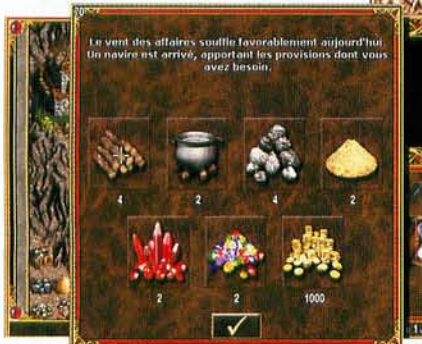 Le vent des affaires souffle favorablement aujourd'hui.
Un navire est arrivé, apportant les provisions dont vous
avez besoin.
4 2 4 2
2 2 1000